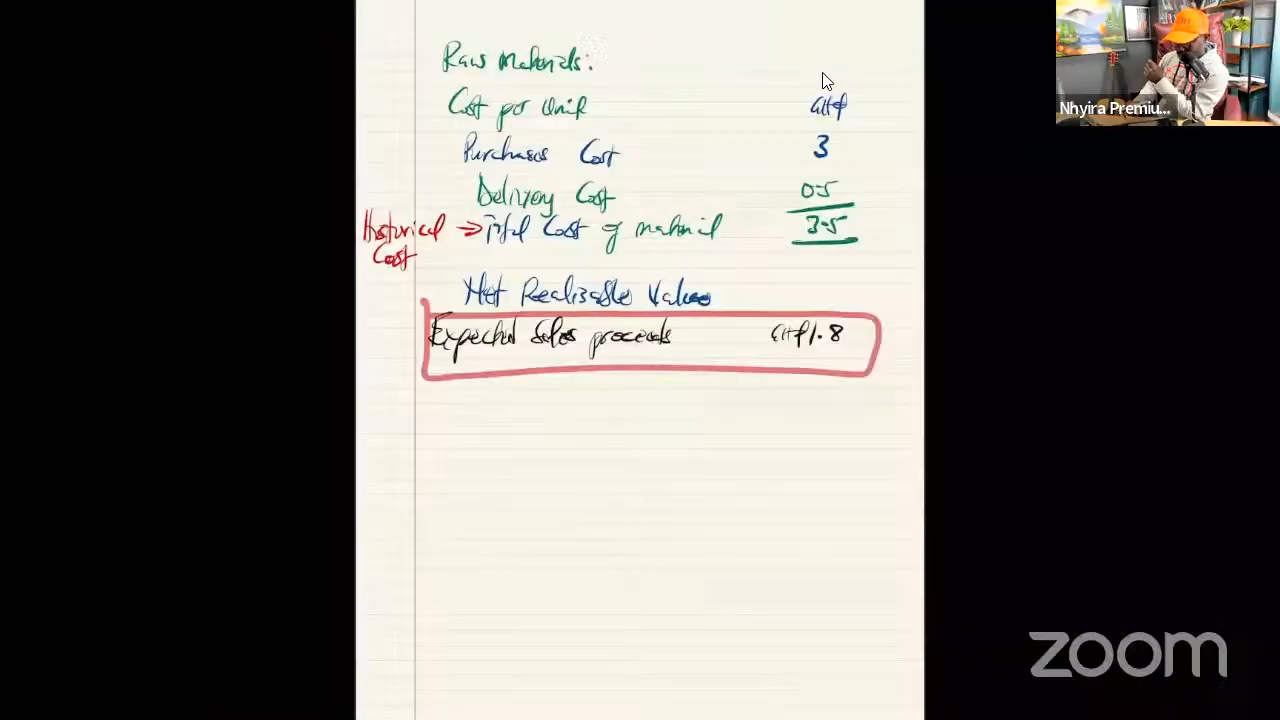 Raw Materials:
Cost per Unit GH¢
Purchases Cost 3
Delivery Cost 0.5
Historical Cost → Total Cost of material 3.5
Net Realizable Value
Expected Sales proceeds GH¢1.8
Nhyira Premiu...
zoom